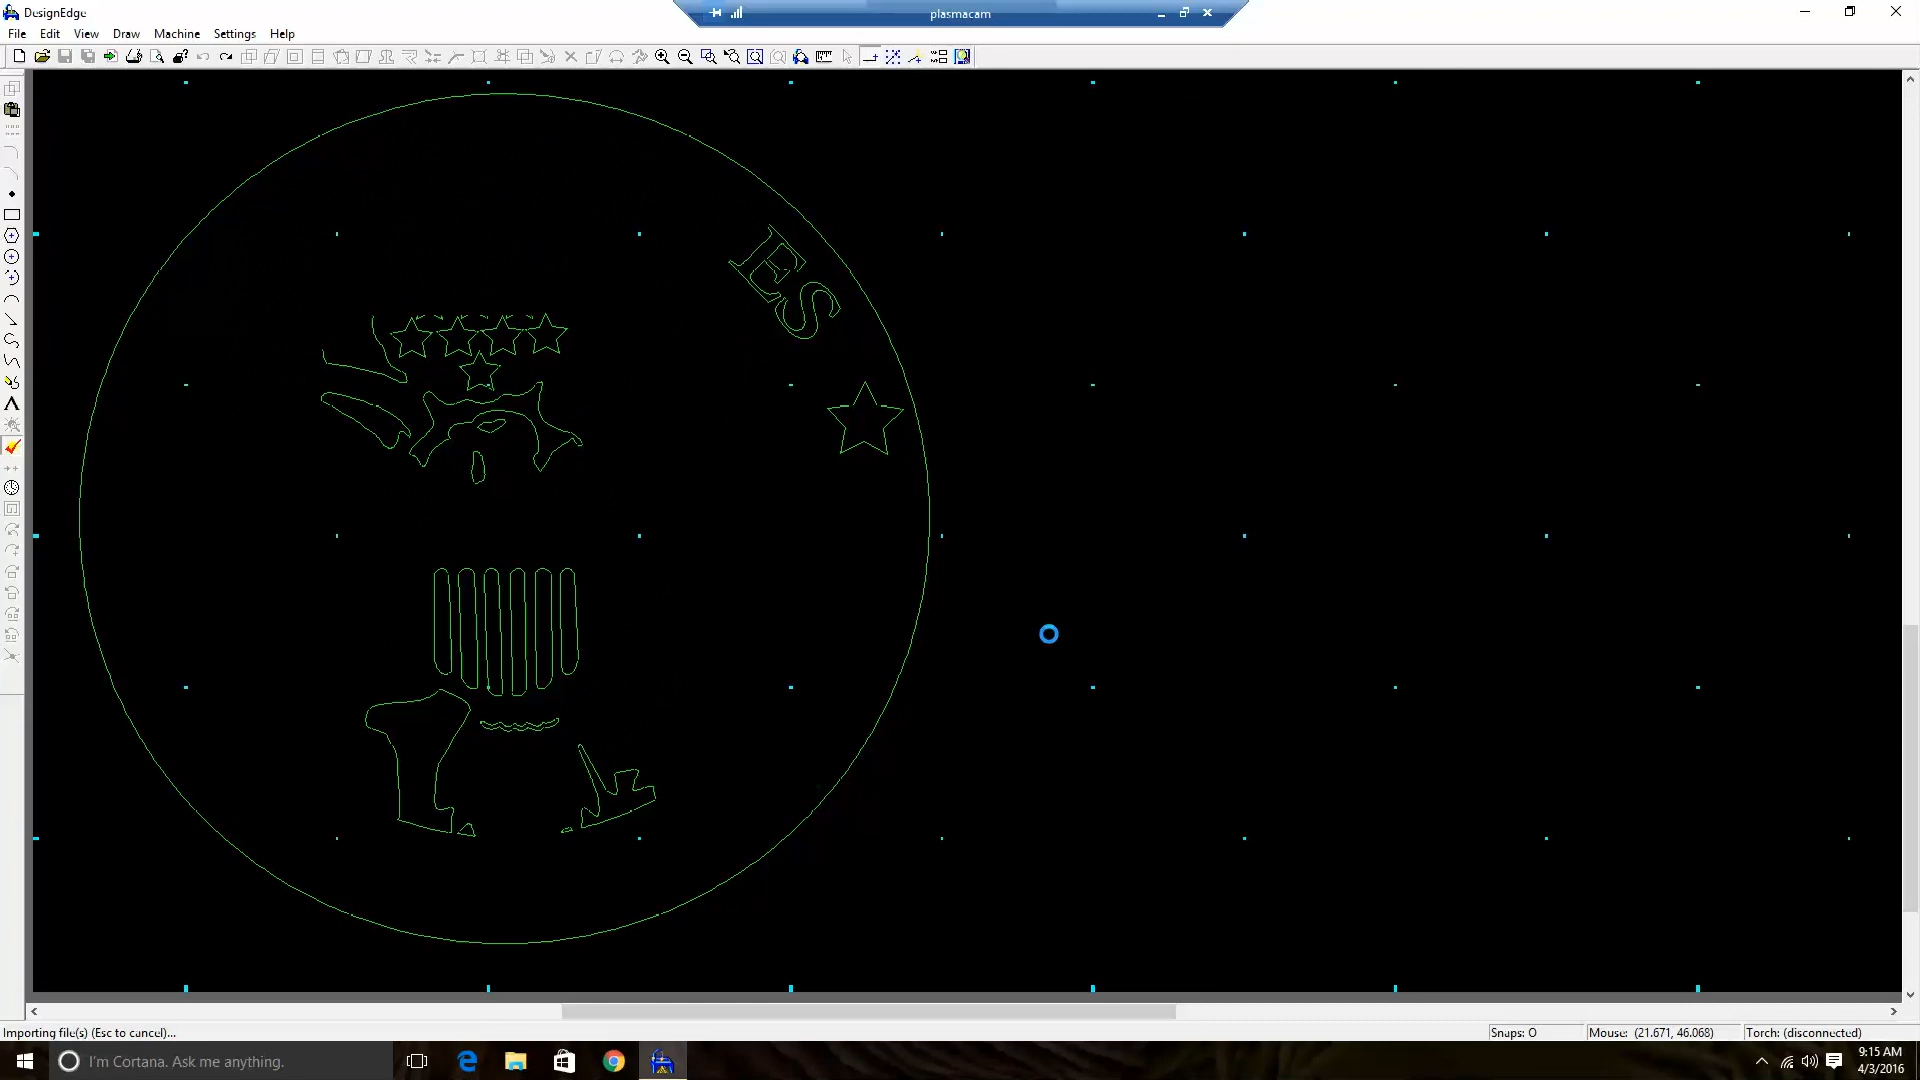 DesignEdge
plasmacam
File Edit View Draw Machine Settings Help
ES
Importing file(s) (Esc to cancel)...
Snaps: O
Mouse: (21.671, 46.068)
Torch: (disconnected)
I'm Cortana. Ask me anything.
9:15 AM
4/3/2016